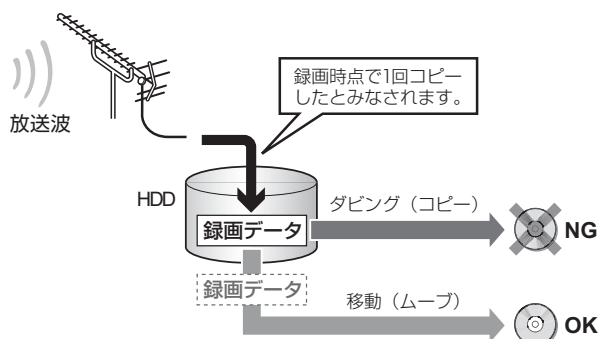 録画時点で1回コピー
したとみなされます。
放送波
HDD
ダビング（コピー）
録画データ
NG
録画データ
移動（ムーブ）
OK